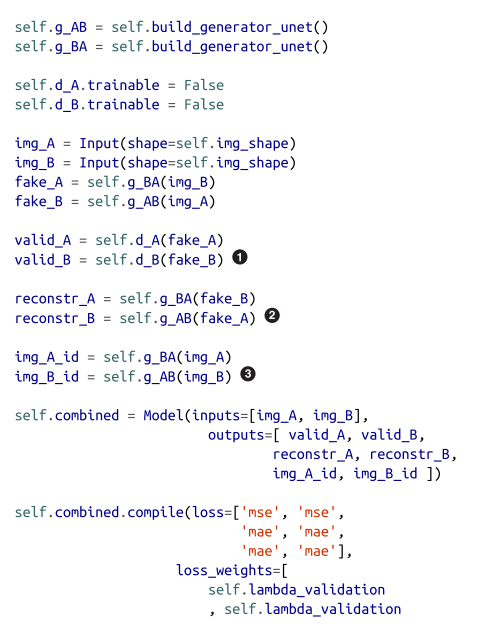 self.g_AB = self.build_generator_unet()
self.g_BA = self.build_generator_unet()
self.d_A.trainable = False
self.d_B.trainable = False
img_A = Input(shape=self.img_shape)
img_B = Input(shape=self.img_shape)
fake_A = self.g_BA(img_B)
fake_B = self.g_AB(img_A)
valid_A = self.d_A(fake_A)
valid_B = self.d_B(fake_B) ❶
reconstr_A = self.g_BA(fake_B)
reconstr_B = self.g_AB(fake_A) ❷
img_A_id = self.g_BA(img_A)
img_B_id = self.g_AB(img_B) ❸
self.combined = Model(inputs=[img_A, img_B],
outputs=[ valid_A, valid_B,
reconstr_A, reconstr_B,
img_A_id, img_B_id ])
self.combined.compile(loss=['mse', 'mse',
'mae', 'mae',
'mae', 'mae'],
loss_weights=[
self.lambda_validation
, self.lambda_validation